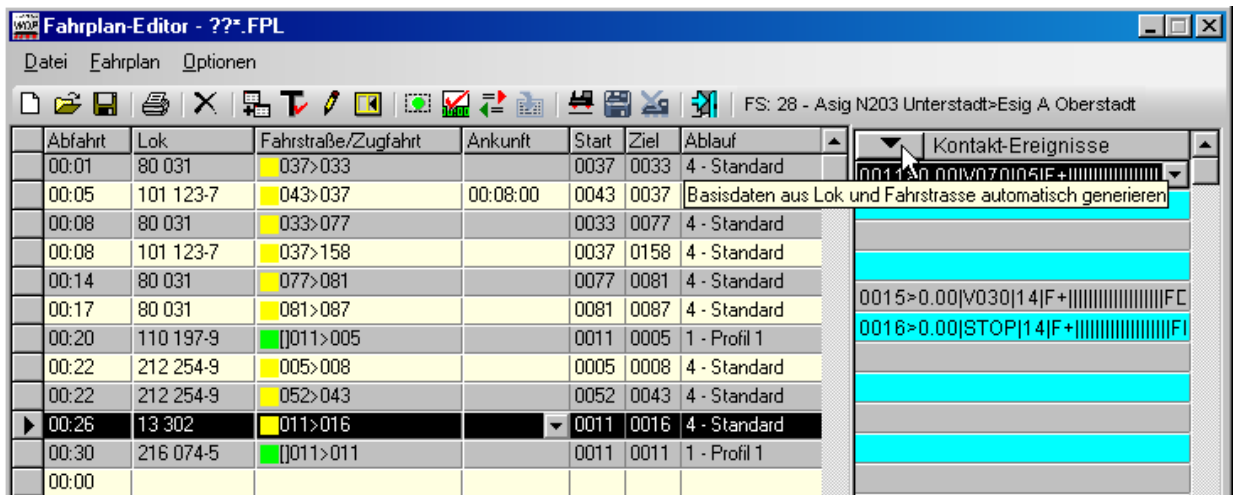 WDP Fahrplan-Editor - ??*.FPL
Datei Fahrplan Optionen
FS: 28 - Asig N203 Unterstadt>Esig A Oberstadt
Abfahrt Lok Fahrstraße/Zugfahrt Ankunft Start Ziel Ablauf Kontakt-Ereignisse
00:01 80 031 037>033 0037 0033 4 - Standard 0011>0.00|V070|05|F+||||||||||||||||||
00:05 101 123-7 043>037 00:08:00 0043 0037 Basisdaten aus Lok und Fahrstrasse automatisch generieren
00:08 80 031 033>077 0033 0077 4 - Standard
00:08 101 123-7 037>158 0037 0158 4 - Standard
00:14 80 031 077>081 0077 0081 4 - Standard
00:17 80 031 081>087 0081 0087 4 - Standard 0015>0.00|V030|14|F+||||||||||||||||||
00:20 110 197-9 []011>005 0011 0005 1 - Profil 1 0016>0.00|STOP|14|F+||||||||||||||||||
00:22 212 254-9 005>008 0005 0008 4 - Standard
00:22 212 254-9 052>043 0052 0043 4 - Standard
00:26 13 302 011>016 0011 0016 4 - Standard
00:30 216 074-5 []011>011 0011 0011 1 - Profil 1
00:00